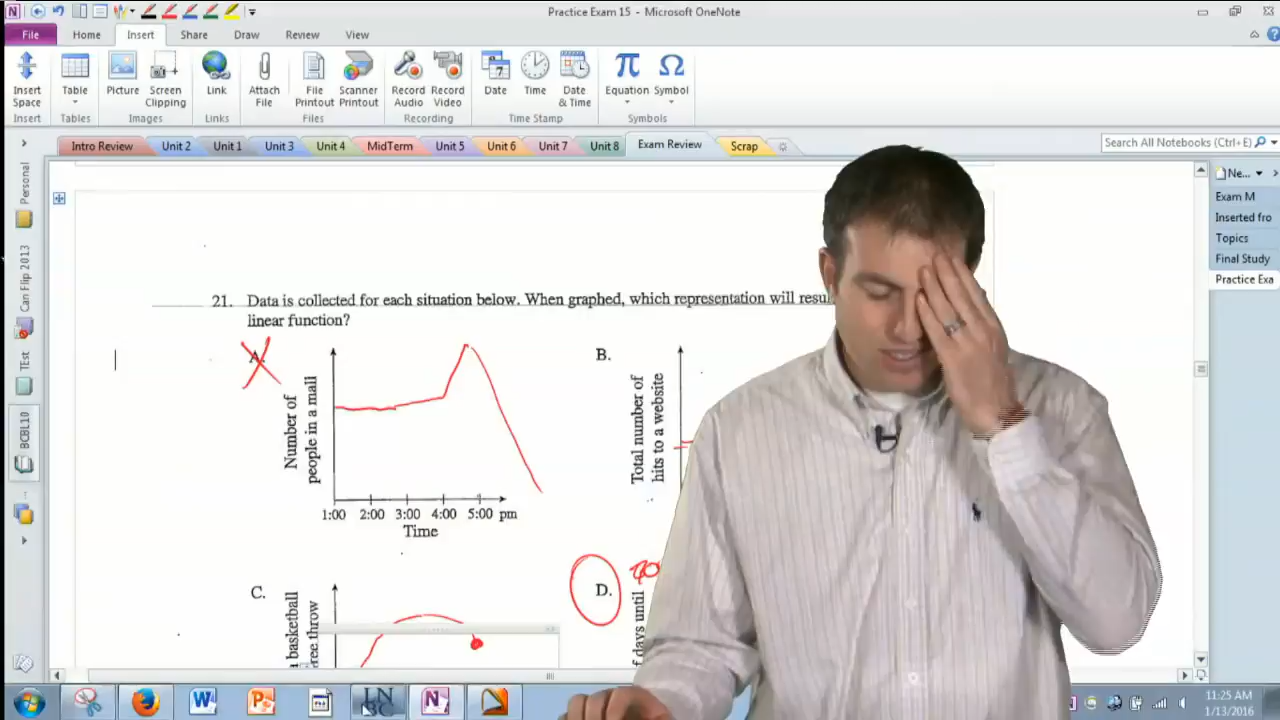 Practice Exam 15 - Microsoft OneNote
File Home Insert Share Draw Review View
Insert Space Table Picture Screen Clipping Link Attach File File Printout Scanner Printout Record Audio Record Video Date Time Date & Time Equation Symbol
Insert Tables Images Links Files Recording Time Stamp Symbols
Intro Review Unit 2 Unit 1 Unit 3 Unit 4 MidTerm Unit 5 Unit 6 Unit 7 Unit 8 Exam Review Scrap Search All Notebooks (Ctrl+E)
Personal
Can Flip 2013
TEst
BCBL10
Ne...
Exam M
Inserted fro
Topics
Final Study
Practice Exa
21. Data is collected for each situation below. When graphed, which representation will resul
linear function?
A. B.
Number of
people in a mall
Total number of
hits to a website
1:00 2:00 3:00 4:00 5:00 pm
Time
C. D.
a basketball
ree throw
f days until
11:25 AM
1/13/2016